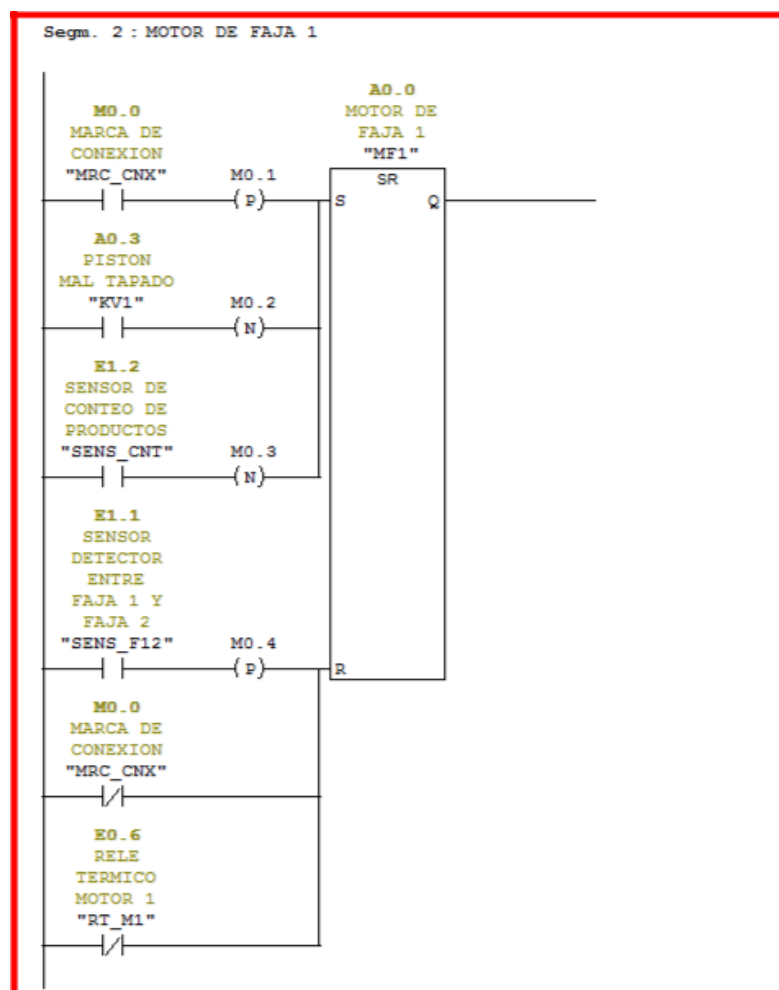 Segm. 2 : MOTOR DE FAJA 1
A0.0
MOTOR DE
FAJA 1
"MF1"
SR
S
Q
R
M0.0
MARCA DE
CONEXION
"MRC_CNX"
M0.1
P
A0.3
PISTON
MAL TAPADO
"KV1"
M0.2
N
E1.2
SENSOR DE
CONTEO DE
PRODUCTOS
"SENS_CNT"
M0.3
N
E1.1
SENSOR
DETECTOR
ENTRE
FAJA 1 Y
FAJA 2
"SENS_F12"
M0.4
P
M0.0
MARCA DE
CONEXION
"MRC_CNX"
E0.6
RELE
TERMICO
MOTOR 1
"RT_M1"